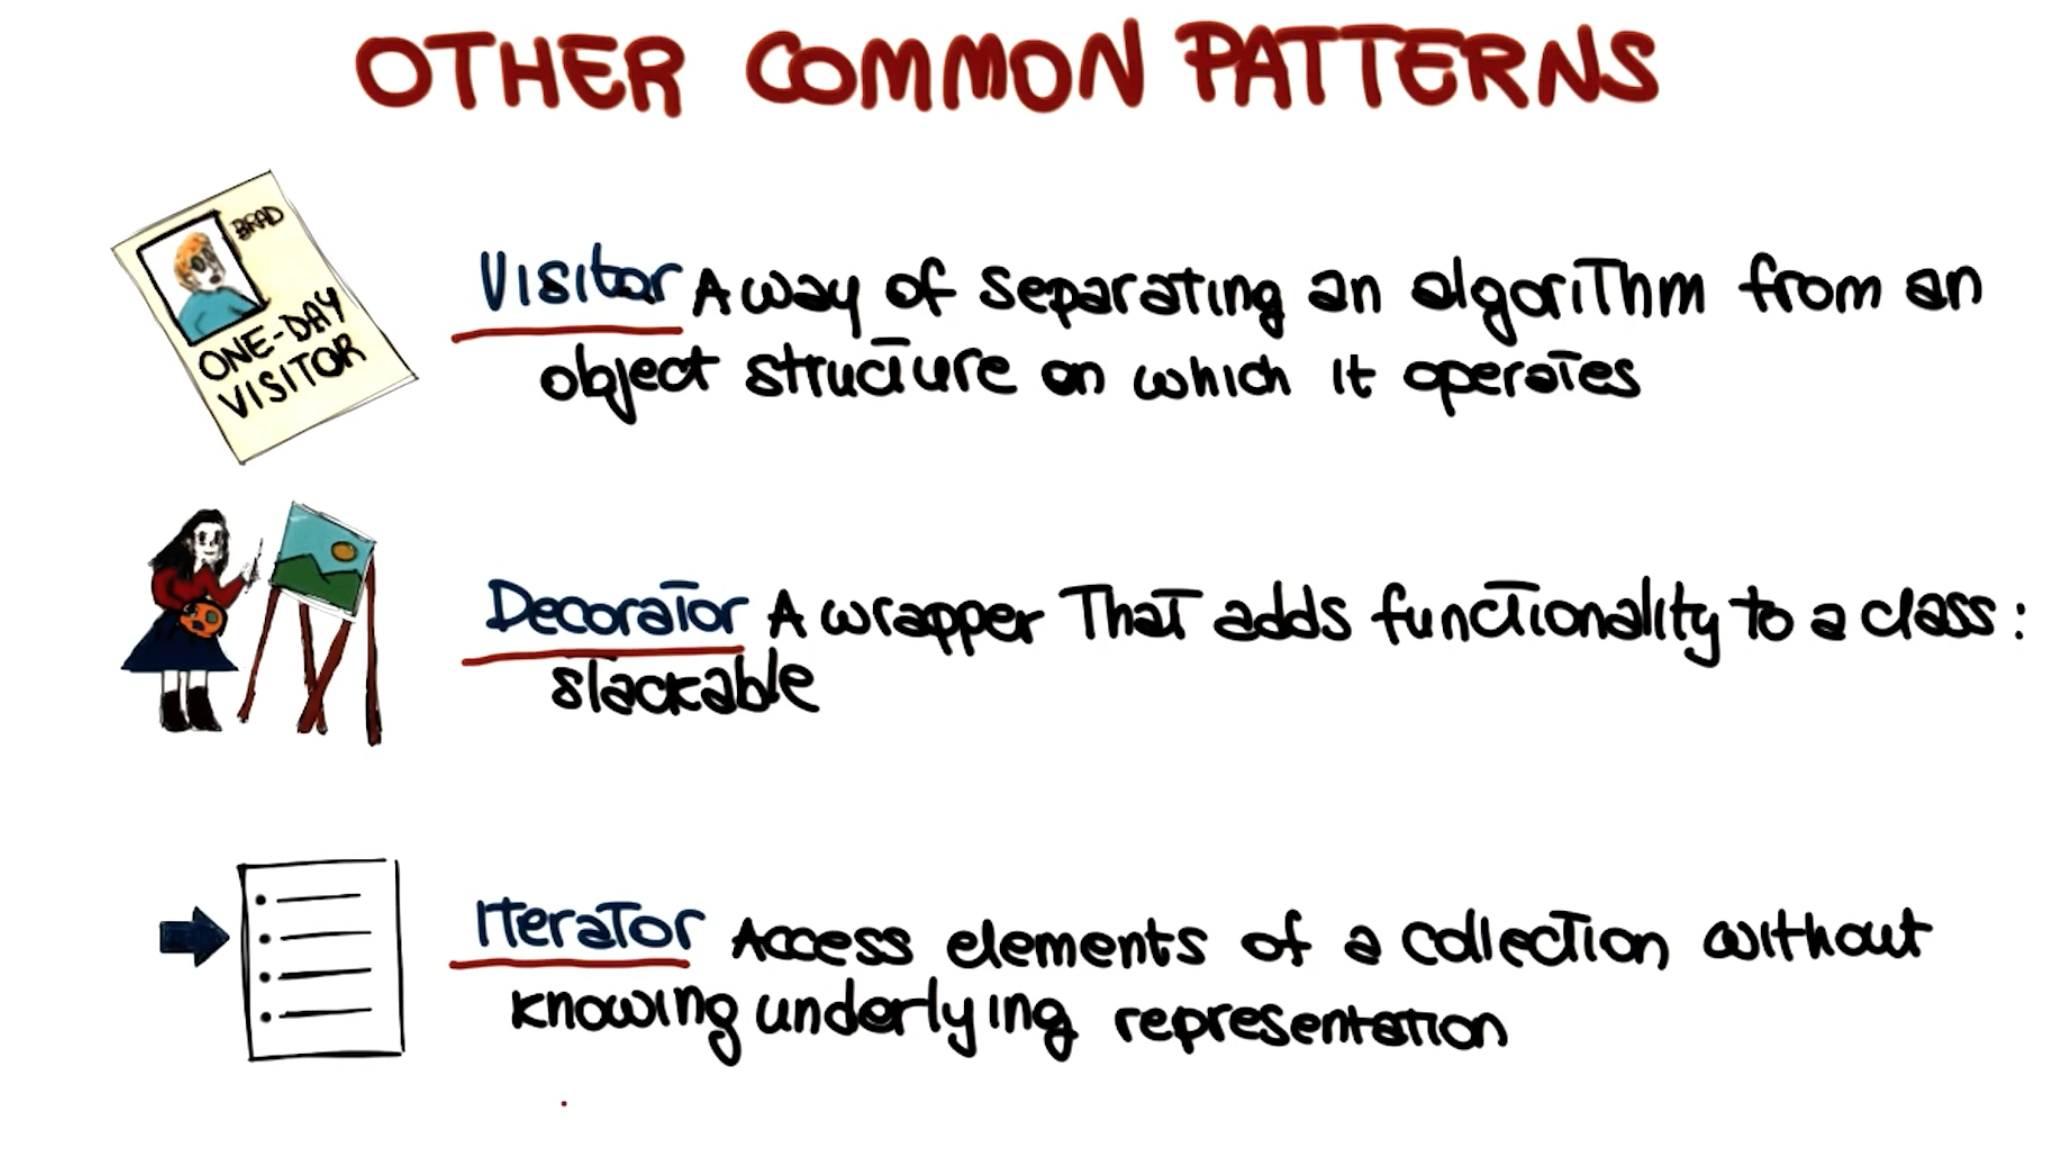 OTHER COMMON PATTERNS
BRAD
ONE-DAY
VISITOR
Visitor A way of separating an algorithm from an
object structure on which it operates
Decorator A wrapper that adds functionality to a class:
stackable
Iterator Access elements of a collection without
knowing underlying representation